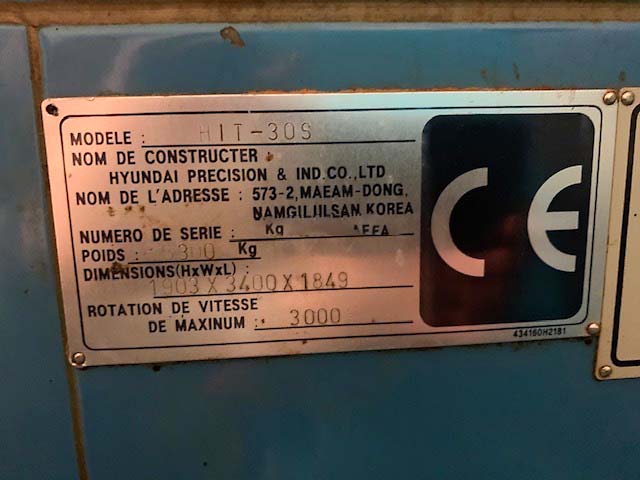 MODELE : HIT-30S
NOM DE CONSTRUCTER :
HYUNDAI PRECISION & IND.CO.,LTD
NOM DE L'ADRESSE : 573-2,MAEAM-DONG,
KOREA
NUMERO DE SERIE : Kg
POIDS : 300 Kg
DIMENSIONS(HxWxL) :
1903 X 3400 X 1849
ROTATION DE VITESSE
DE MAXINUM : 3000
CE
434160H2181